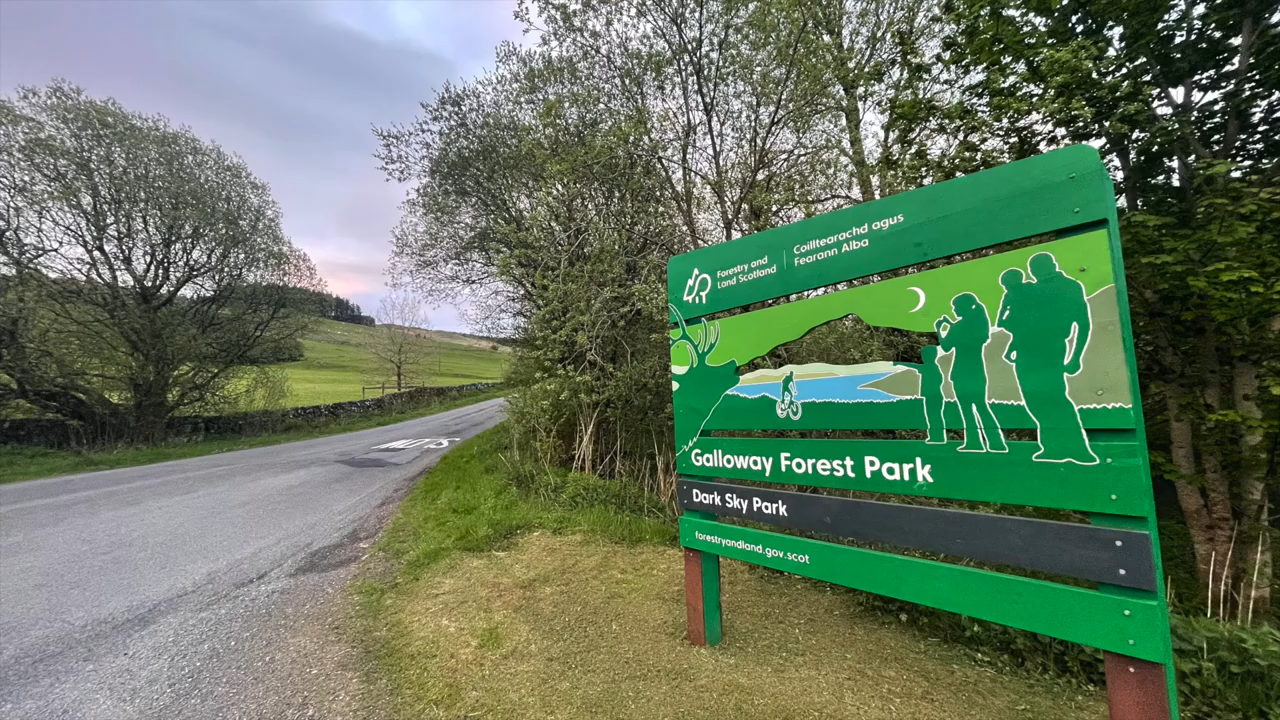 Forestry and
Land Scotland
Coilltearachd agus
Fearann Alba
Galloway Forest Park
Dark Sky Park
forestryandland.gov.scot
SLOW